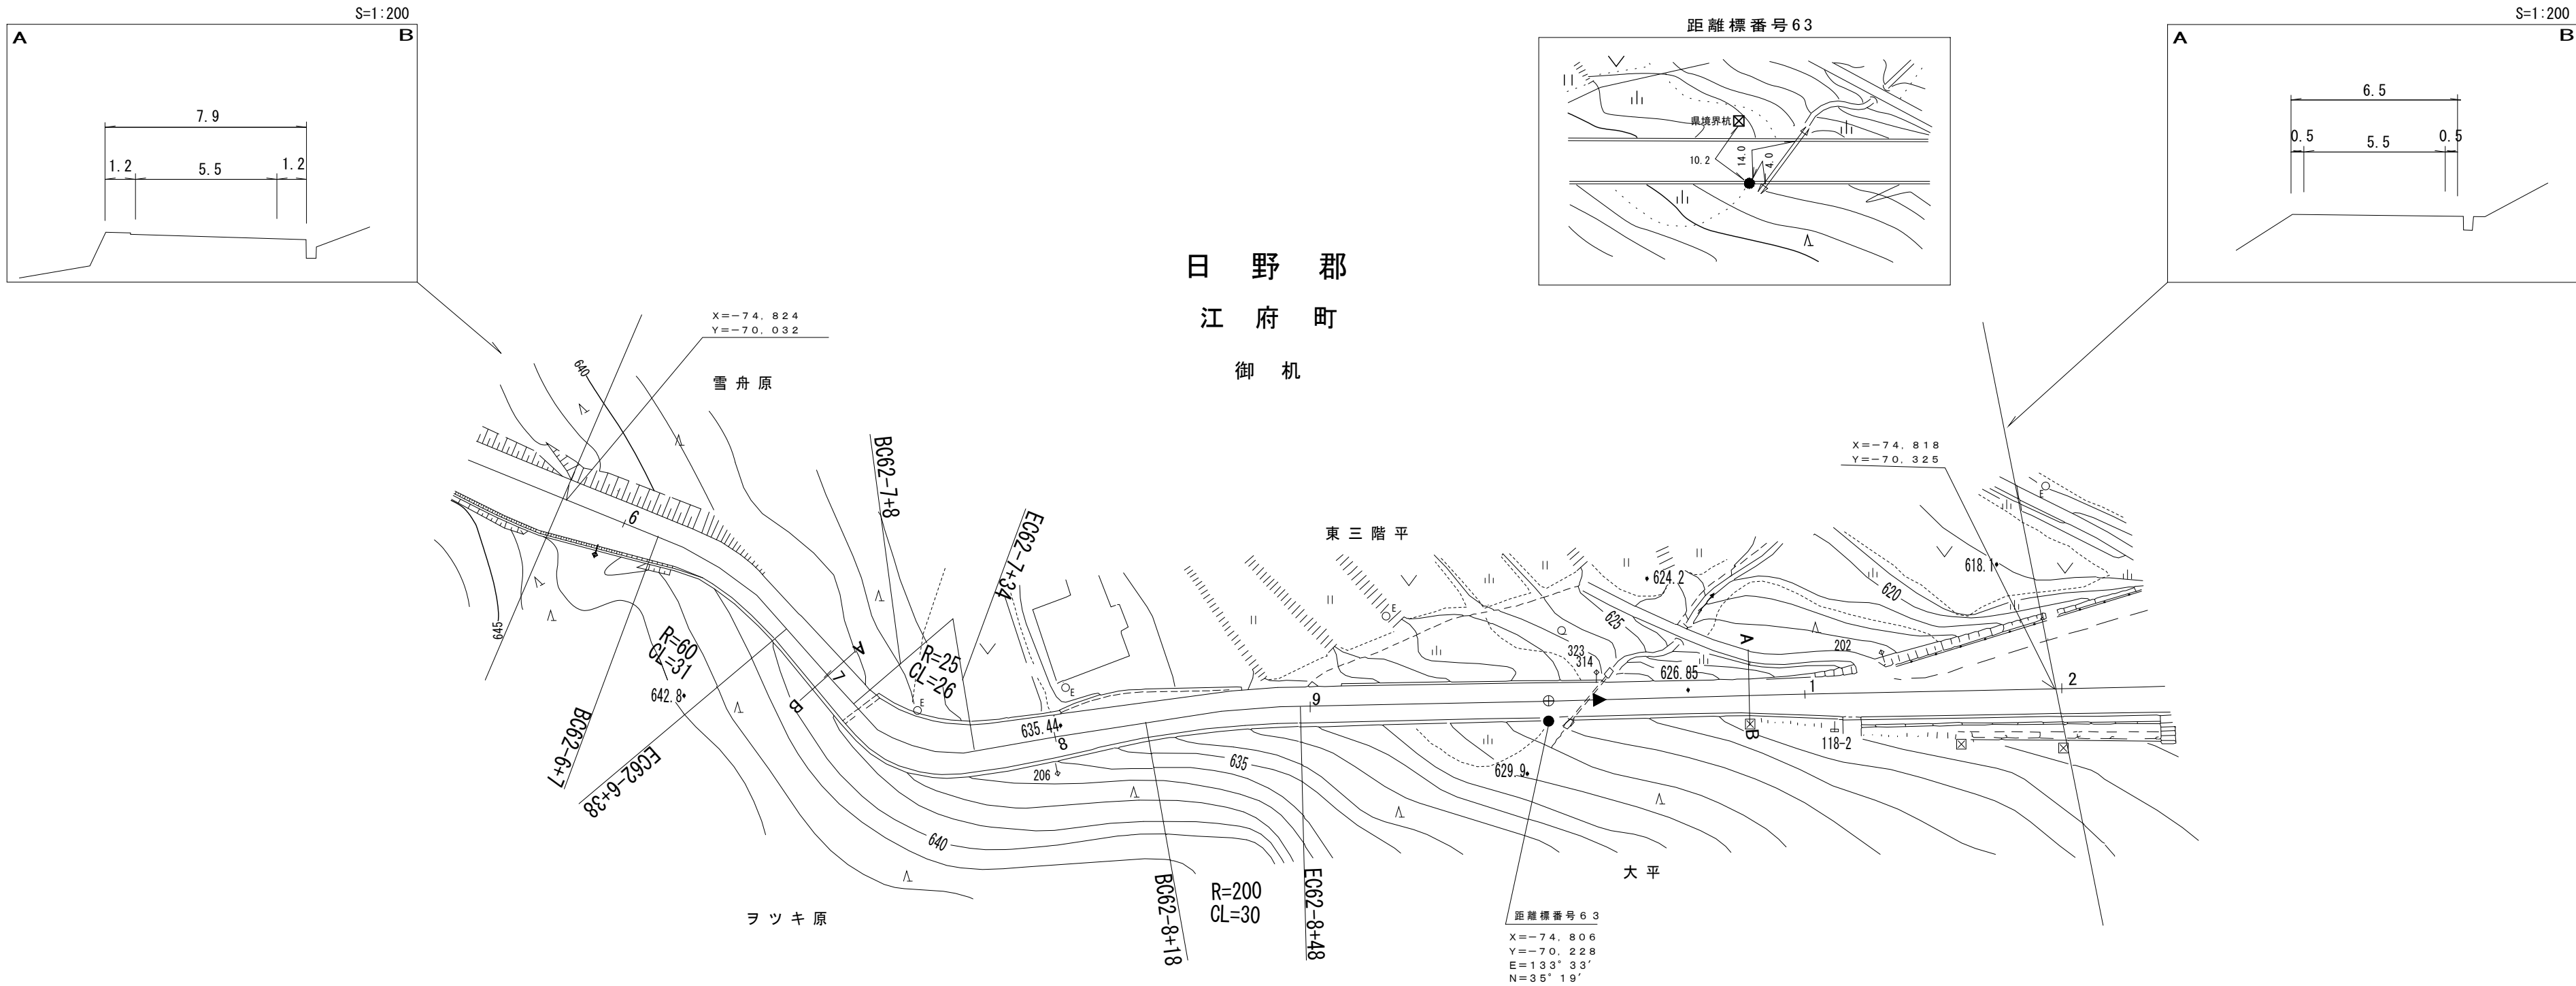 S=1:200
A
B
7.9
1.2
5.5
1.2
距離標番号63
県境界杭
10.2
14.0
4.0
S=1:200
A
B
6.5
0.5
5.5
0.5
日野郡
江府町
御机
X=-74,824
Y=-70,032
雪舟原
640
6
645
R=60
CL=31
642.8
BC62-6+7
EC62-6+38
A
7
B
BC62-7+8
EC62-7+34
R=25
CL=26
E
E
635.44
8
206
635
640
ヲツキ原
BC62-8+18
R=200
CL=30
EC62-8+48
9
東三階平
E
323
314
625
624.2
626.85
A
B
1
202
118-2
629.9
大平
距離標番号63
X=-74,806
Y=-70,228
E=133°33′
N=35°19′
X=-74,818
Y=-70,325
618.1
620
E
2